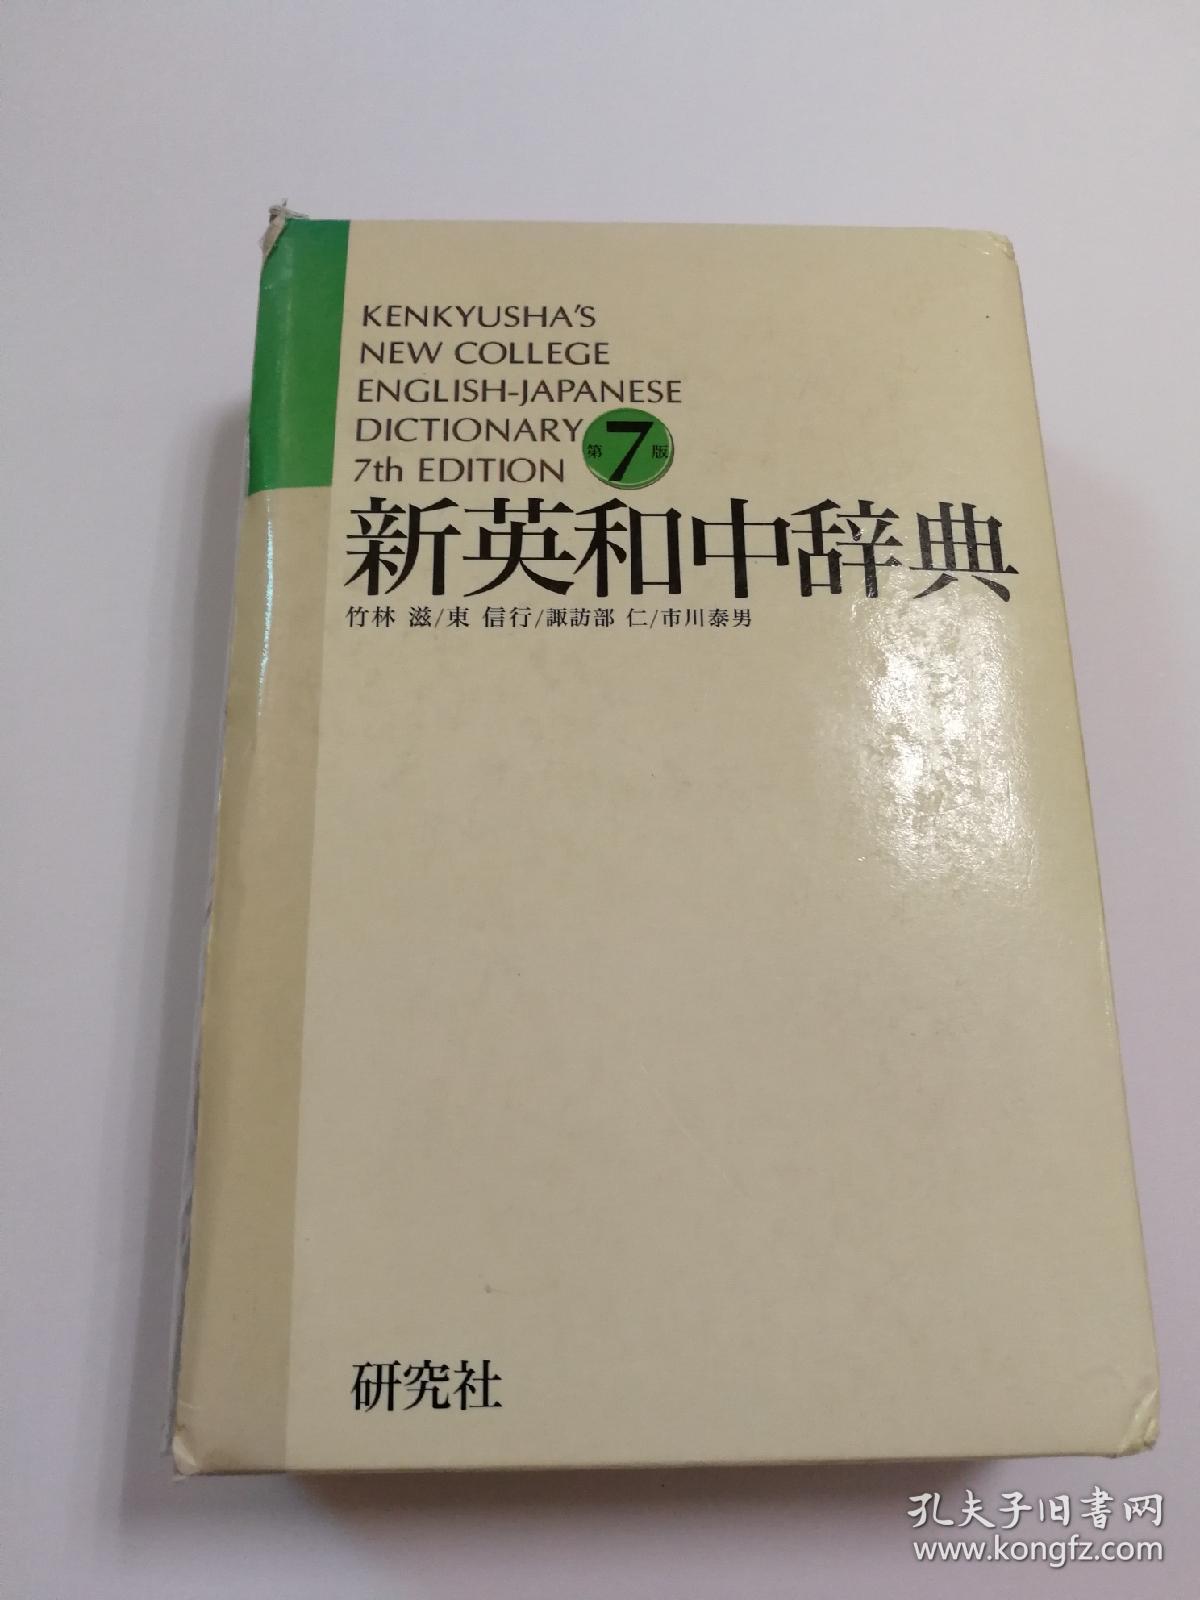 KENKYUSHA'S
NEW COLLEGE
ENGLISH-JAPANESE
DICTIONARY
7th EDITION
第7版
新英和中辞典
竹林 滋/東 信行/諏訪部 仁/市川泰男
研究社
孔夫子旧书网
www.kongfz.com